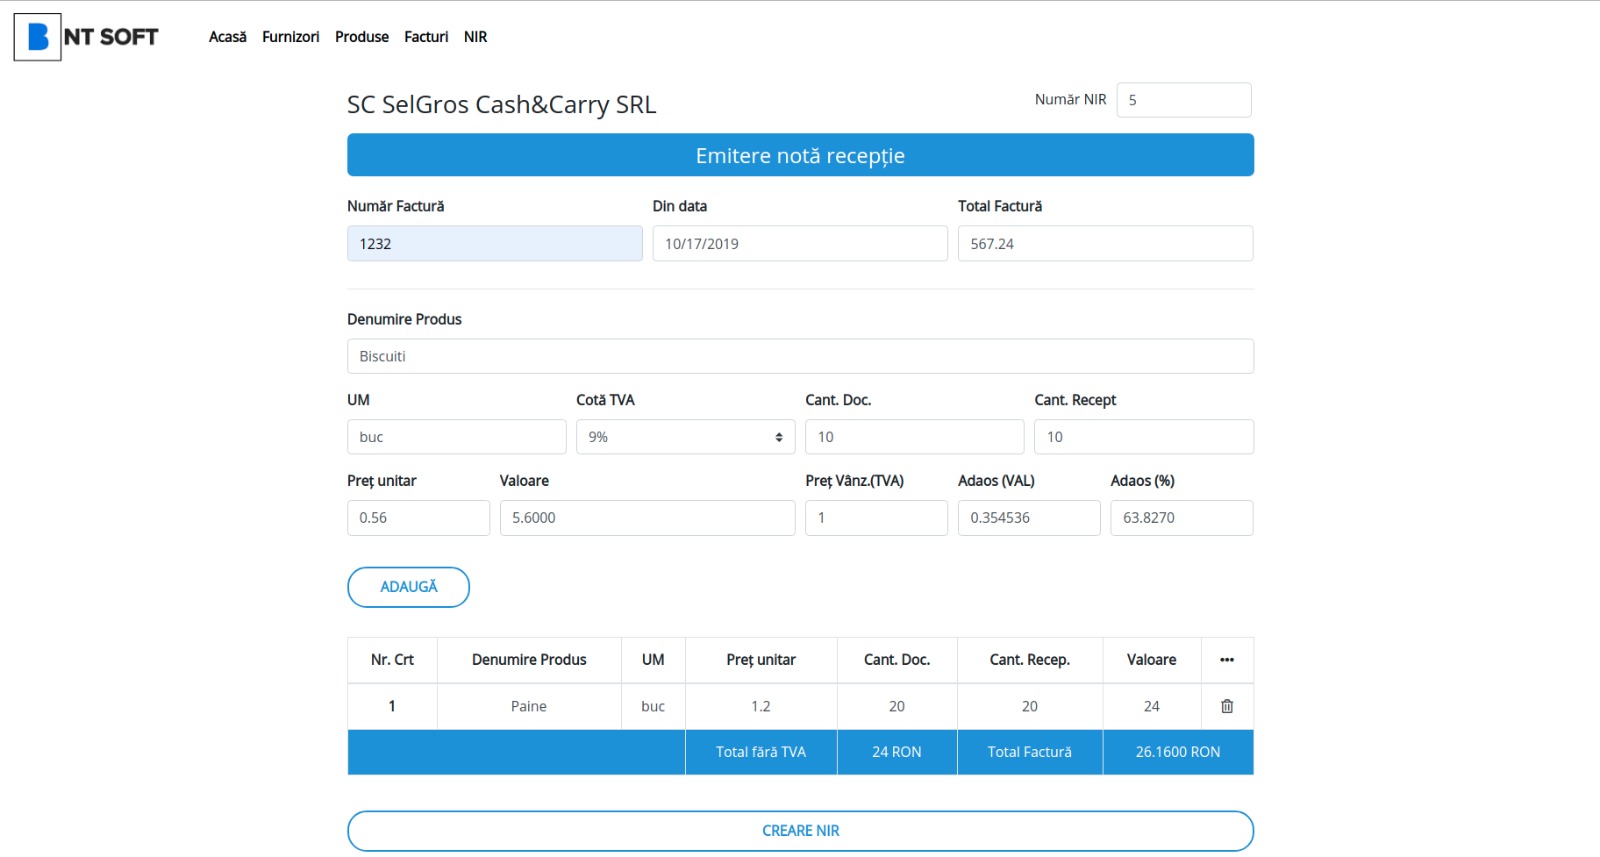 B NT SOFT Acasă Furnizori Produse Facturi NIR
SC SelGros Cash&Carry SRL
Număr NIR 5
Emitere notă recepție
Număr Factură Din data Total Factură
1232 10/17/2019 567.24
Denumire Produs
Biscuiti
UM Cotă TVA Cant. Doc. Cant. Recept
buc 9% 10 10
Preț unitar Valoare Preț Vânz.(TVA) Adaos (VAL) Adaos (%)
0.56 5.6000 1 0.354536 63.8270
ADAUGĂ
Nr. Crt Denumire Produs UM Preț unitar Cant. Doc. Cant. Recep. Valoare •••
1 Paine buc 1.2 20 20 24
Total fără TVA 24 RON Total Factură 26.1600 RON
CREARE NIR